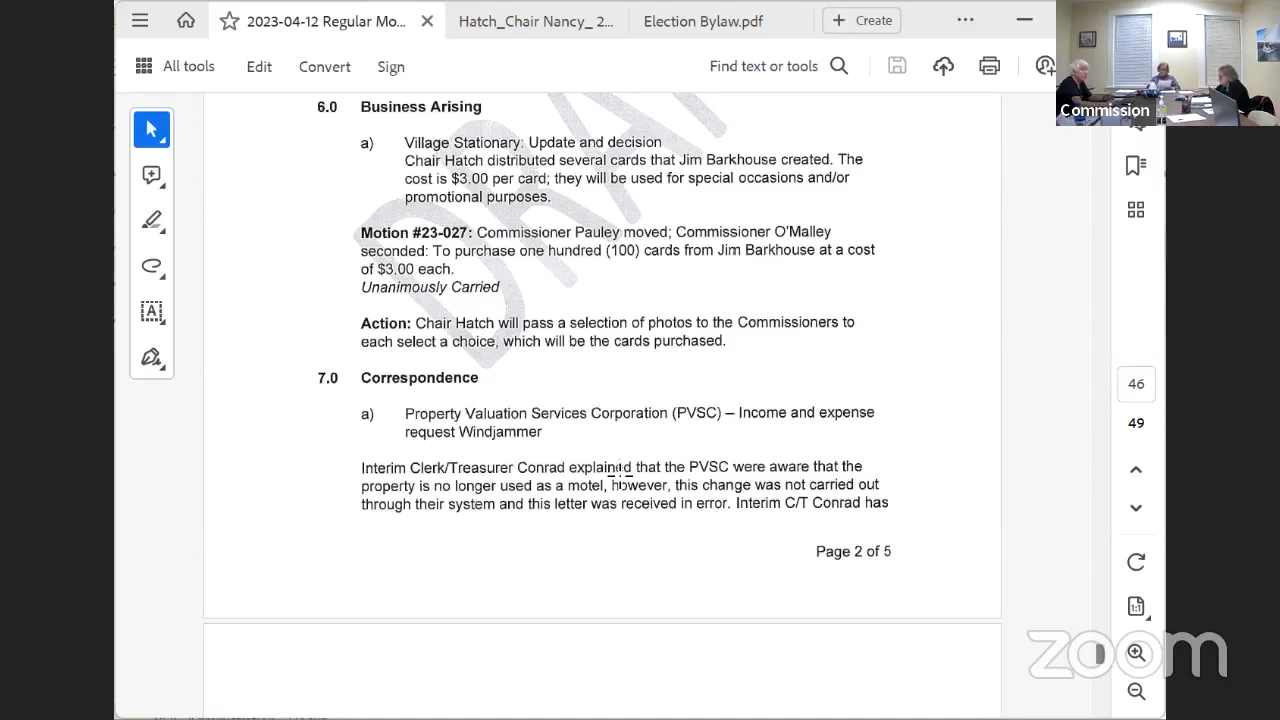 2023-04-12 Regular Mo...
Hatch_Chair Nancy_ 2...
Election Bylaw.pdf
Create
All tools
Edit
Convert
Sign
Find text or tools
Commission
6.0 Business Arising
a) Village Stationary: Update and decision
Chair Hatch distributed several cards that Jim Barkhouse created. The
cost is $3.00 per card; they will be used for special occasions and/or
promotional purposes.
Motion #23-027: Commissioner Pauley moved; Commissioner O'Malley
seconded: To purchase one hundred (100) cards from Jim Barkhouse at a cost
of $3.00 each.
Unanimously Carried
Action: Chair Hatch will pass a selection of photos to the Commissioners to
each select a choice, which will be the cards purchased.
7.0 Correspondence
a) Property Valuation Services Corporation (PVSC) – Income and expense
request Windjammer
Interim Clerk/Treasurer Conrad explained that the PVSC were aware that the
property is no longer used as a motel, however, this change was not carried out
through their system and this letter was received in error. Interim C/T Conrad has
Page 2 of 5
DRA
46
49
1:1
zoom